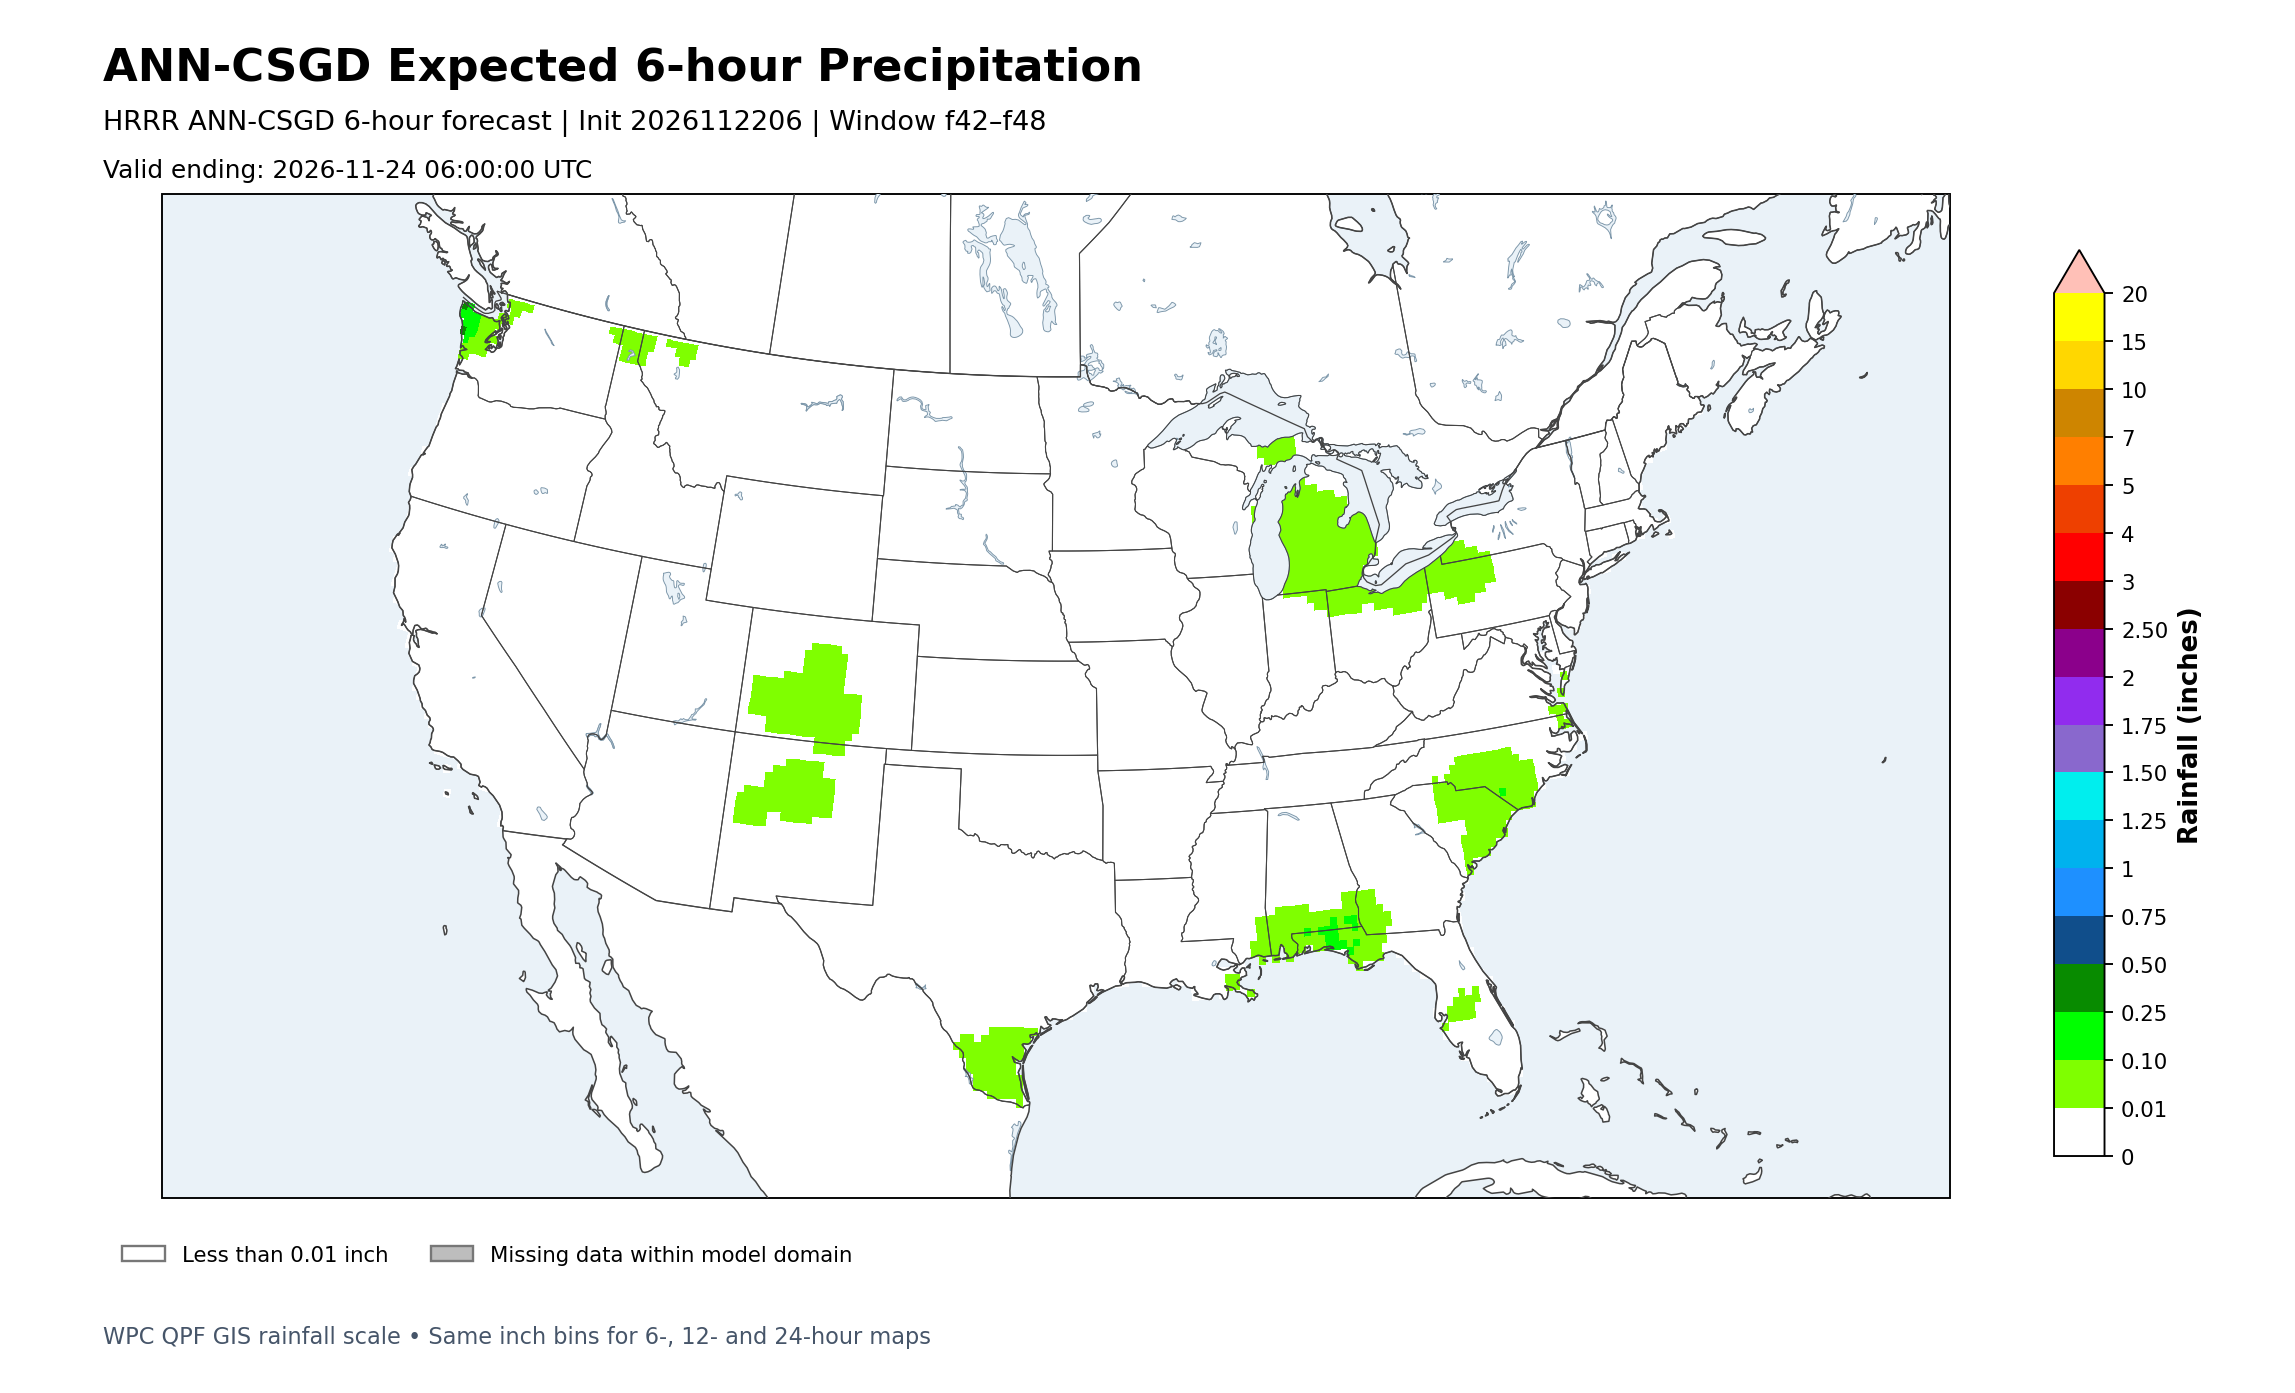 ANN-CSGD Expected 6-hour Precipitation
HRRR ANN-CSGD 6-hour forecast | Init 2026112206 | Window f42–f48
Valid ending: 2026-11-24 06:00:00 UTC
20
15
10
7
5
4
3
2.50
2
1.75
1.50
1.25
1
0.75
0.50
0.25
0.10
0.01
0
Rainfall (inches)
Less than 0.01 inch
Missing data within model domain
WPC QPF GIS rainfall scale • Same inch bins for 6-, 12- and 24-hour maps